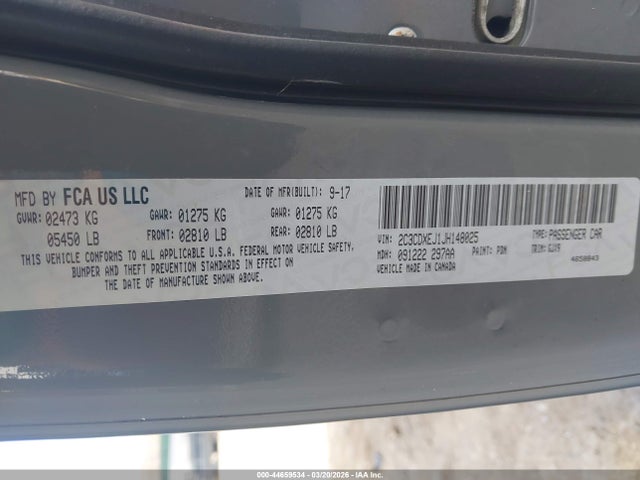 MFD BY FCA US LLC DATE OF MFR(BUILT): 9-17
GVWR: 02473 KG GAWR: 01275 KG GAWR: 01275 KG
05450 LB FRONT: 02810 LB REAR: 02810 LB
THIS VEHICLE CONFORMS TO ALL APPLICABLE U.S.A. FEDERAL MOTOR VEHICLE SAFETY,
BUMPER AND THEFT PREVENTION STANDARDS IN EFFECT ON
THE DATE OF MANUFACTURE SHOWN ABOVE.
VIN: 2C3CDXEJ1JH148025 TYPE: PASSENGER CAR
MDH: 091222 297AA PAINT: PDN TRIM: GJX9
VEHICLE MADE IN CANADA 4658043
000-44659534 - 03/20/2026 - IAA Inc.